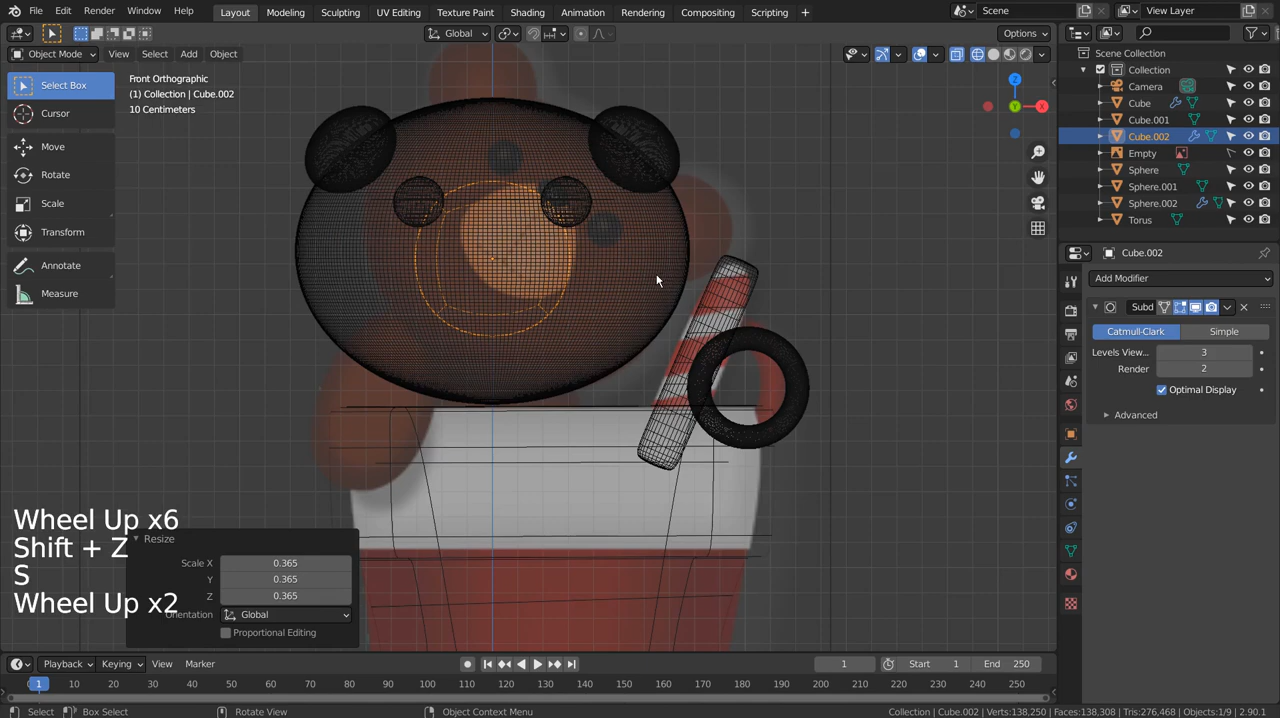 File Edit Render Window Help Layout Modeling Sculpting UV Editing Texture Paint Shading Animation Rendering Compositing Scripting + Scene View Layer
Global Options
Object Mode View Select Add Object
Select Box
Cursor
Move
Rotate
Scale
Transform
Annotate
Measure
Front Orthographic
(1) Collection | Cube.002
10 Centimeters
X
Y
Z
Scene Collection
Collection
Camera
Cube
Cube.001
Cube.002
Empty
Sphere
Sphere.001
Sphere.002
Torus
Cube.002
Add Modifier
Subd
Catmull-Clark Simple
Levels View... 3
Render 2
Optimal Display
Advanced
Wheel Up x6
Shift + Z
S
Wheel Up x2
Resize
Scale X 0.365
Y 0.365
Z 0.365
Orientation Global
Proportional Editing
Playback Keying View Marker 1 Start 1 End 250
1 10 20 30 40 50 60 70 80 90 100 110 120 130 140 150 160 170 180 190 200 210 220 230 240 250
Select Box Select Rotate View Object Context Menu Collection | Cube.002 | Verts:138,250 | Faces:138,308 | Tris:276,468 | Objects:1/9 | 2.90.1